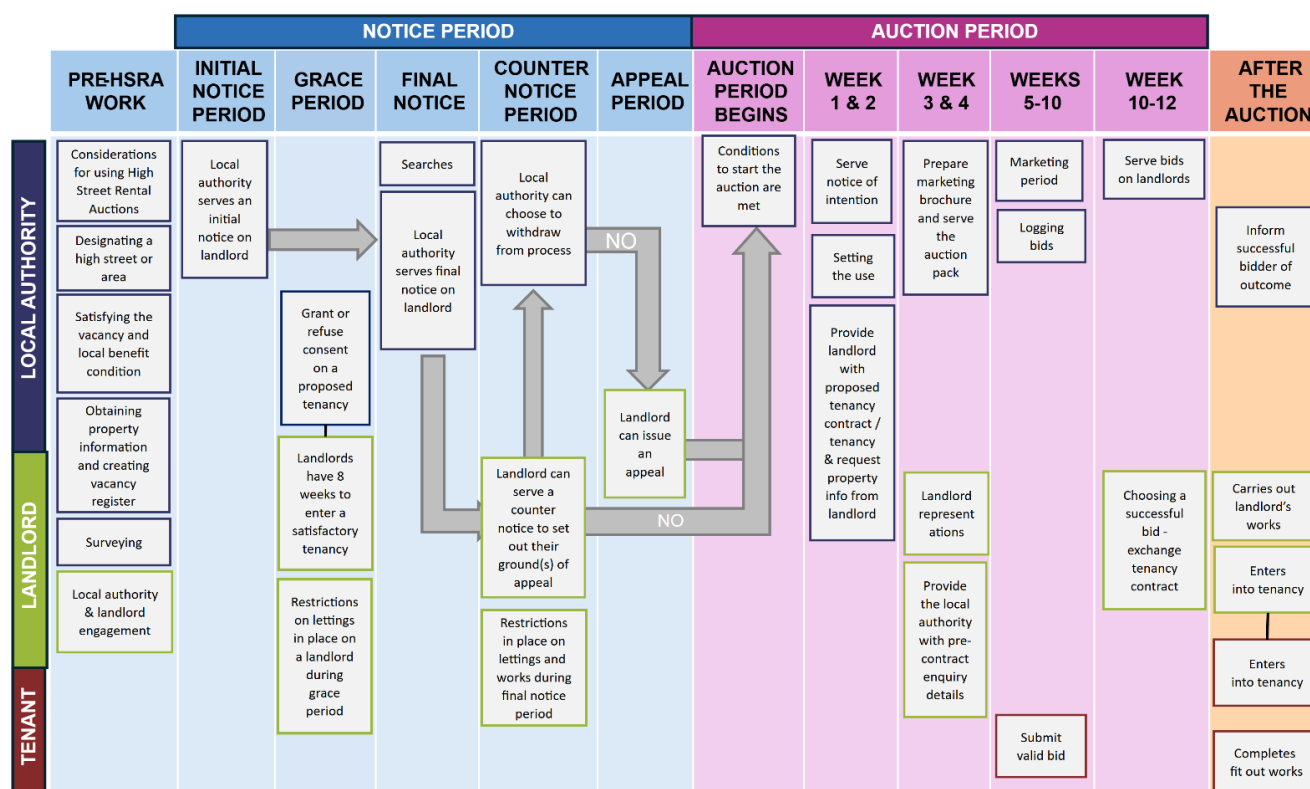 NOTICE PERIOD
AUCTION PERIOD
PRE-HSRA
WORK
INITIAL
NOTICE
PERIOD
GRACE
PERIOD
FINAL
NOTICE
COUNTER
NOTICE
PERIOD
APPEAL
PERIOD
AUCTION
PERIOD
BEGINS
WEEK
1 & 2
WEEK
3 & 4
WEEKS
5-10
WEEK
10-12
AFTER
THE
AUCTION
LOCAL AUTHORITY
LANDLORD
TENANT
Considerations
for using High
Street Rental
Auctions
Designating a
high street or
area
Satisfying the
vacancy and
local benefit
condition
Obtaining
property
information
and creating
vacancy
register
Surveying
Local authority
& landlord
engagement
Local
authority
serves an
initial
notice on
landlord
Grant or
refuse
consent
on a
proposed
tenancy
Landlords
have 8
weeks to
enter a
satisfactory
tenancy
Restrictions
on lettings
in place on
a landlord
during
grace
period
Searches
Local
authority
serves final
notice on
landlord
Local
authority can
choose to
withdraw
from process
Landlord can
serve a
counter
notice to set
out their
ground(s) of
appeal
Restrictions
in place on
lettings and
works during
final notice
period
NO
Landlord
can issue
an
appeal
NO
Conditions
to start the
auction are
met
Serve
notice of
intention
Setting
the use
Provide
landlord
with
proposed
tenancy
contract /
tenancy
& request
property
info from
landlord
Prepare
marketing
brochure
and serve
the
auction
pack
Landlord
represent
ations
Provide
the local
authority
with pre-
contract
enquiry
details
Marketing
period
Logging
bids
Submit
valid bid
Serve bids
on landlords
Choosing a
successful
bid -
exchange
tenancy
contract
Inform
successful
bidder of
outcome
Carries out
landlord's
works
Enters
into tenancy
Enters
into tenancy
Completes
fit out works